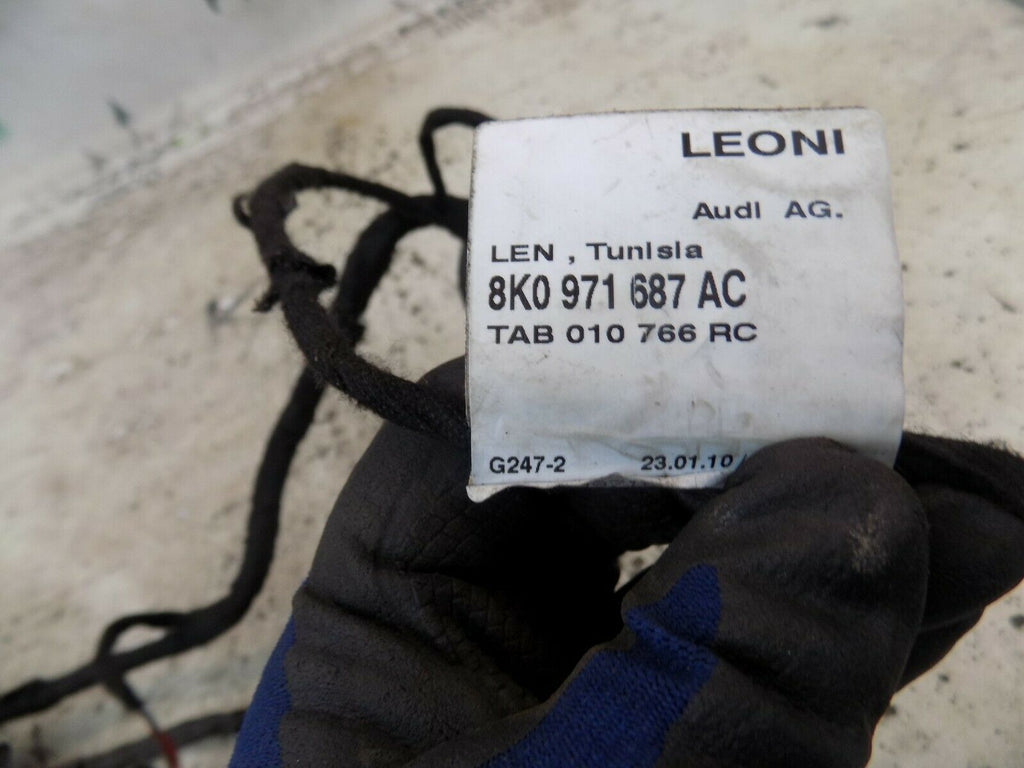 LEONI
Audi AG.
LEN , Tunisia
8K0 971 687 AC
TAB 010 766 RC
G247-2 23.01.10 /